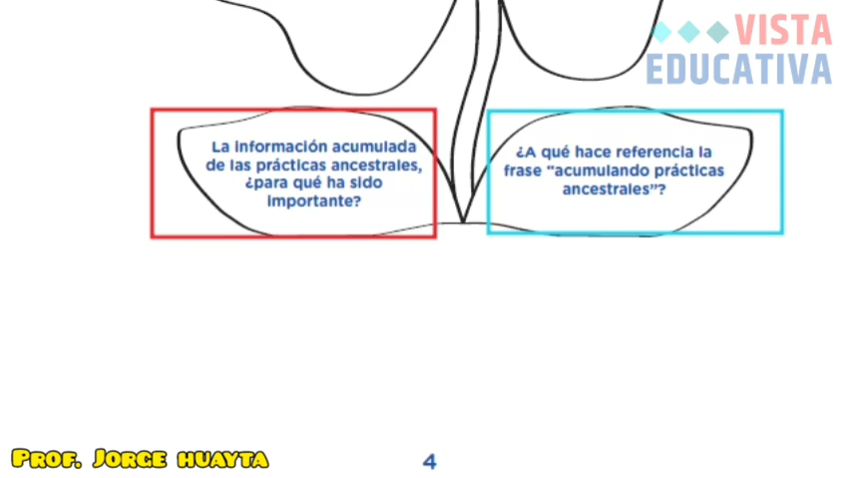 VISTA
EDUCATIVA
La información acumulada
de las prácticas ancestrales,
¿para qué ha sido
importante?
¿A qué hace referencia la
frase “acumulando prácticas
ancestrales”?
PROF. JORGE HUAYTA
4